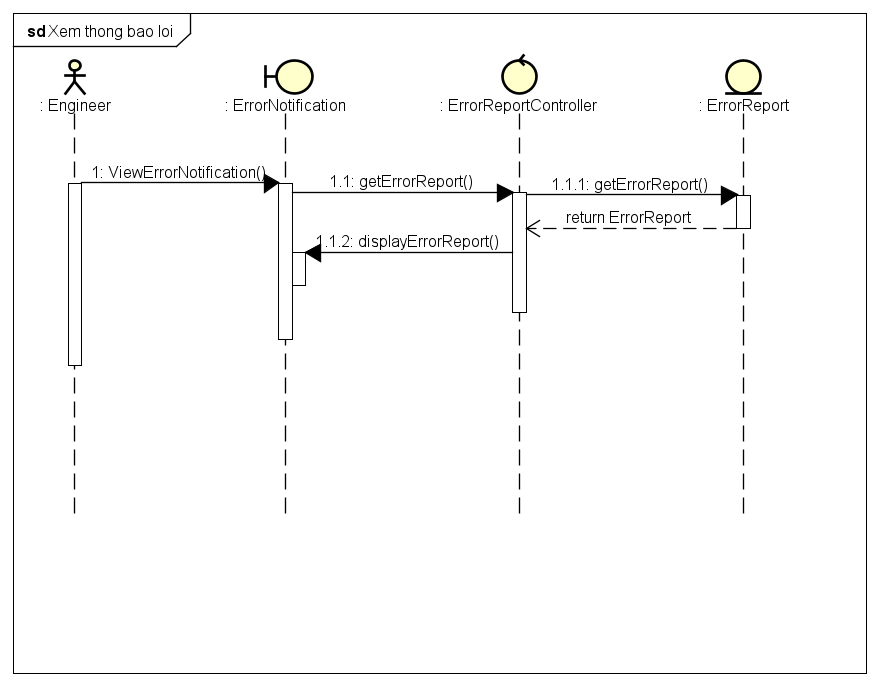 sd Xem thong bao loi
: Engineer
: ErrorNotification
: ErrorReportController
: ErrorReport
1: ViewErrorNotification()
1.1: getErrorReport()
1.1.1: getErrorReport()
return ErrorReport
1.1.2: displayErrorReport()